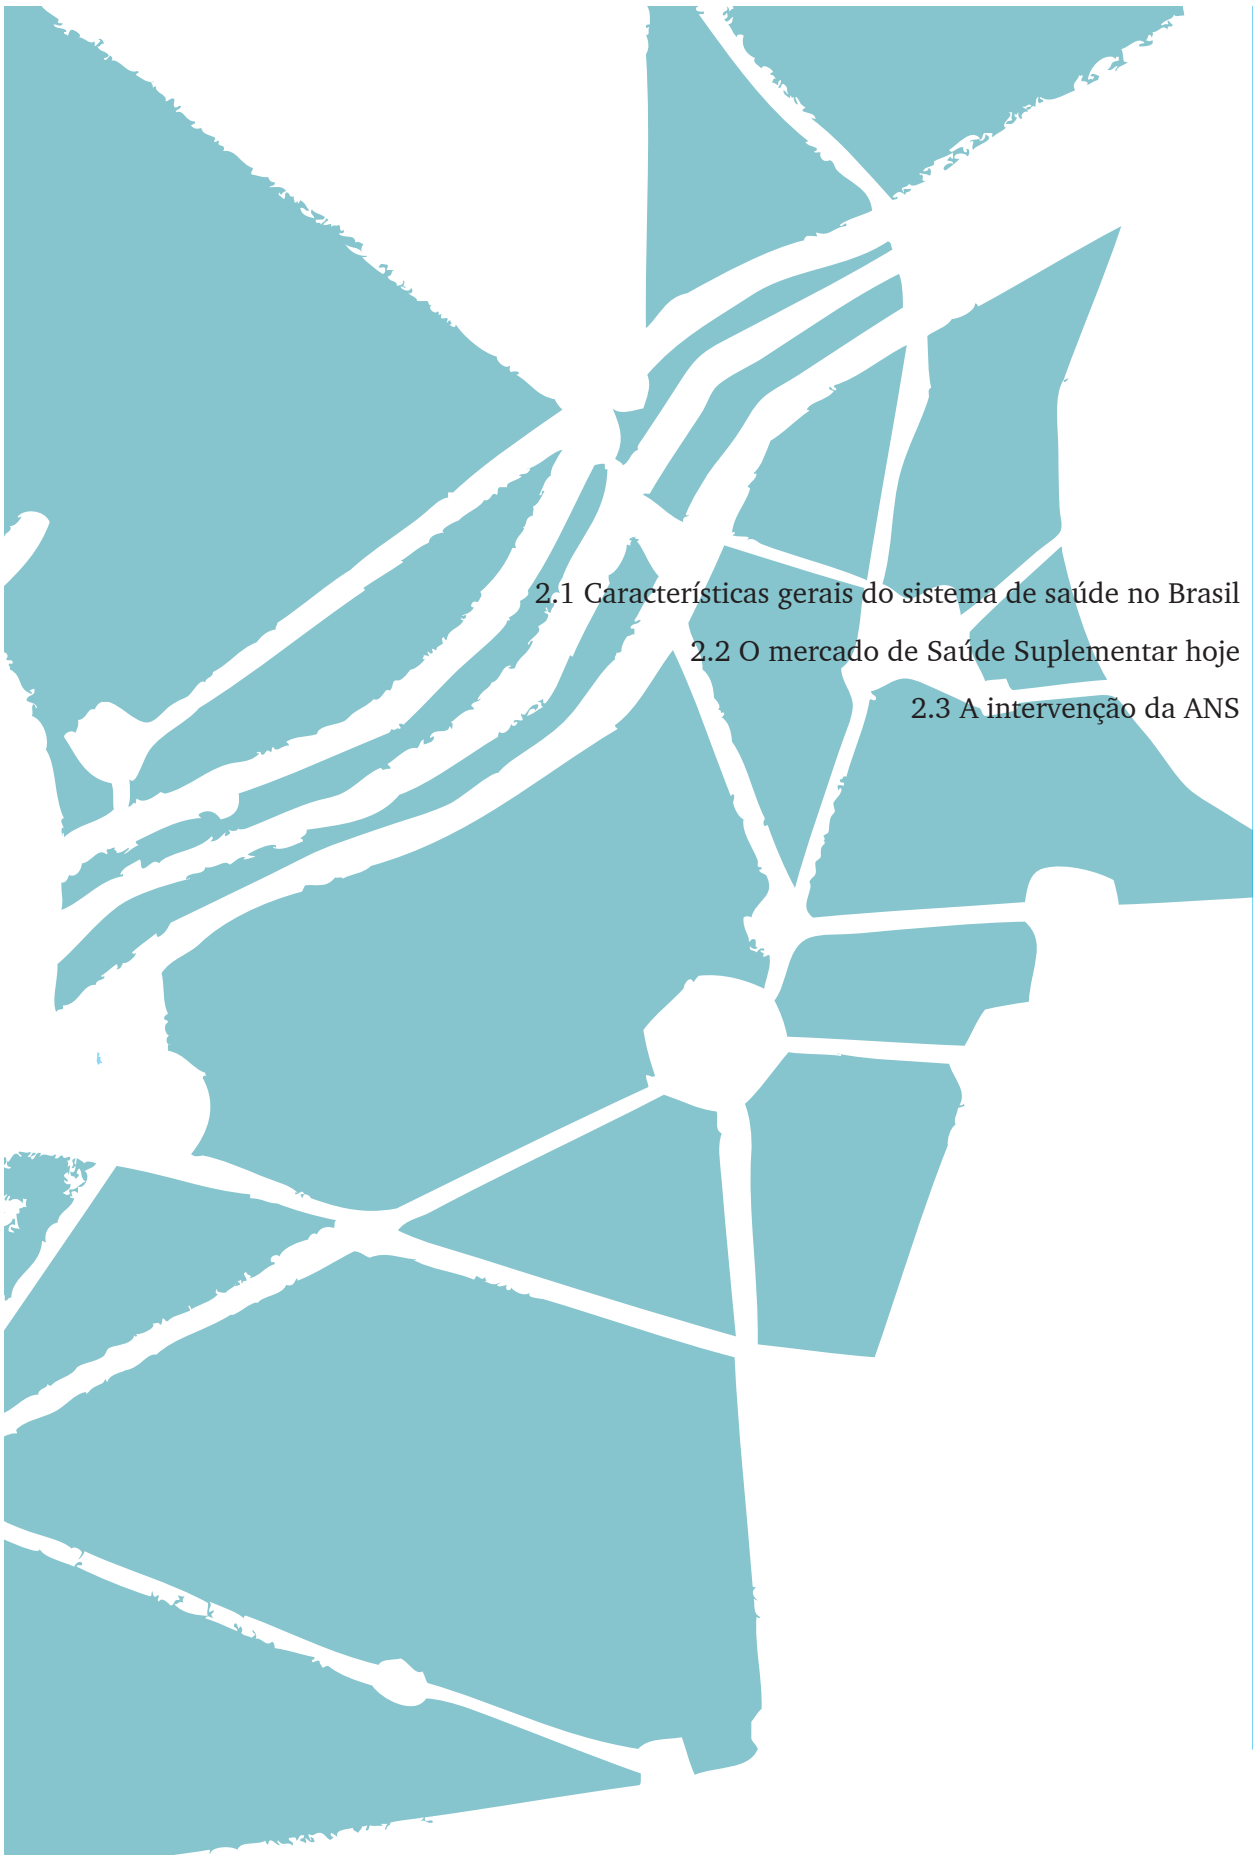 2.1 Características gerais do sistema de saúde no Brasil
2.2 O mercado de Saúde Suplementar hoje
2.3 A intervenção da ANS